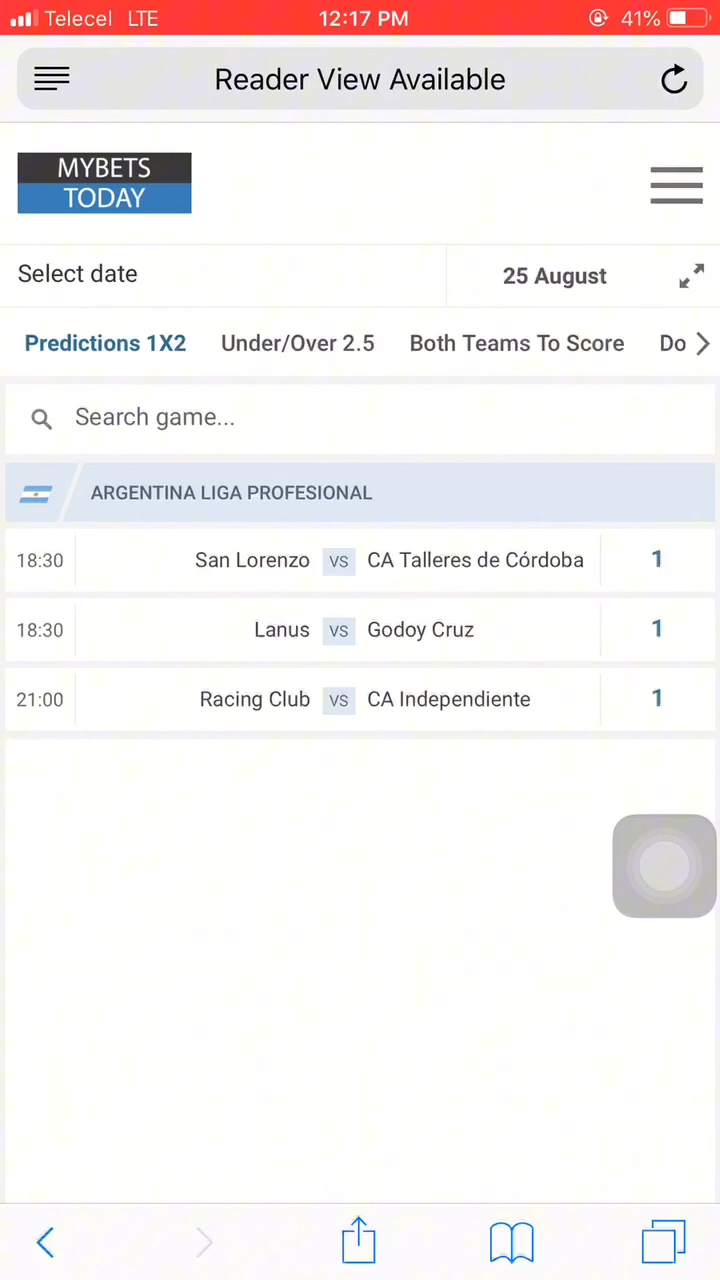 Telecel LTE 12:17 PM 41%
Reader View Available
MYBETS
TODAY
Select date 25 August
Predictions 1X2 Under/Over 2.5 Both Teams To Score Do
Search game...
ARGENTINA LIGA PROFESIONAL
18:30 San Lorenzo VS CA Talleres de Córdoba 1
18:30 Lanus VS Godoy Cruz 1
21:00 Racing Club VS CA Independiente 1